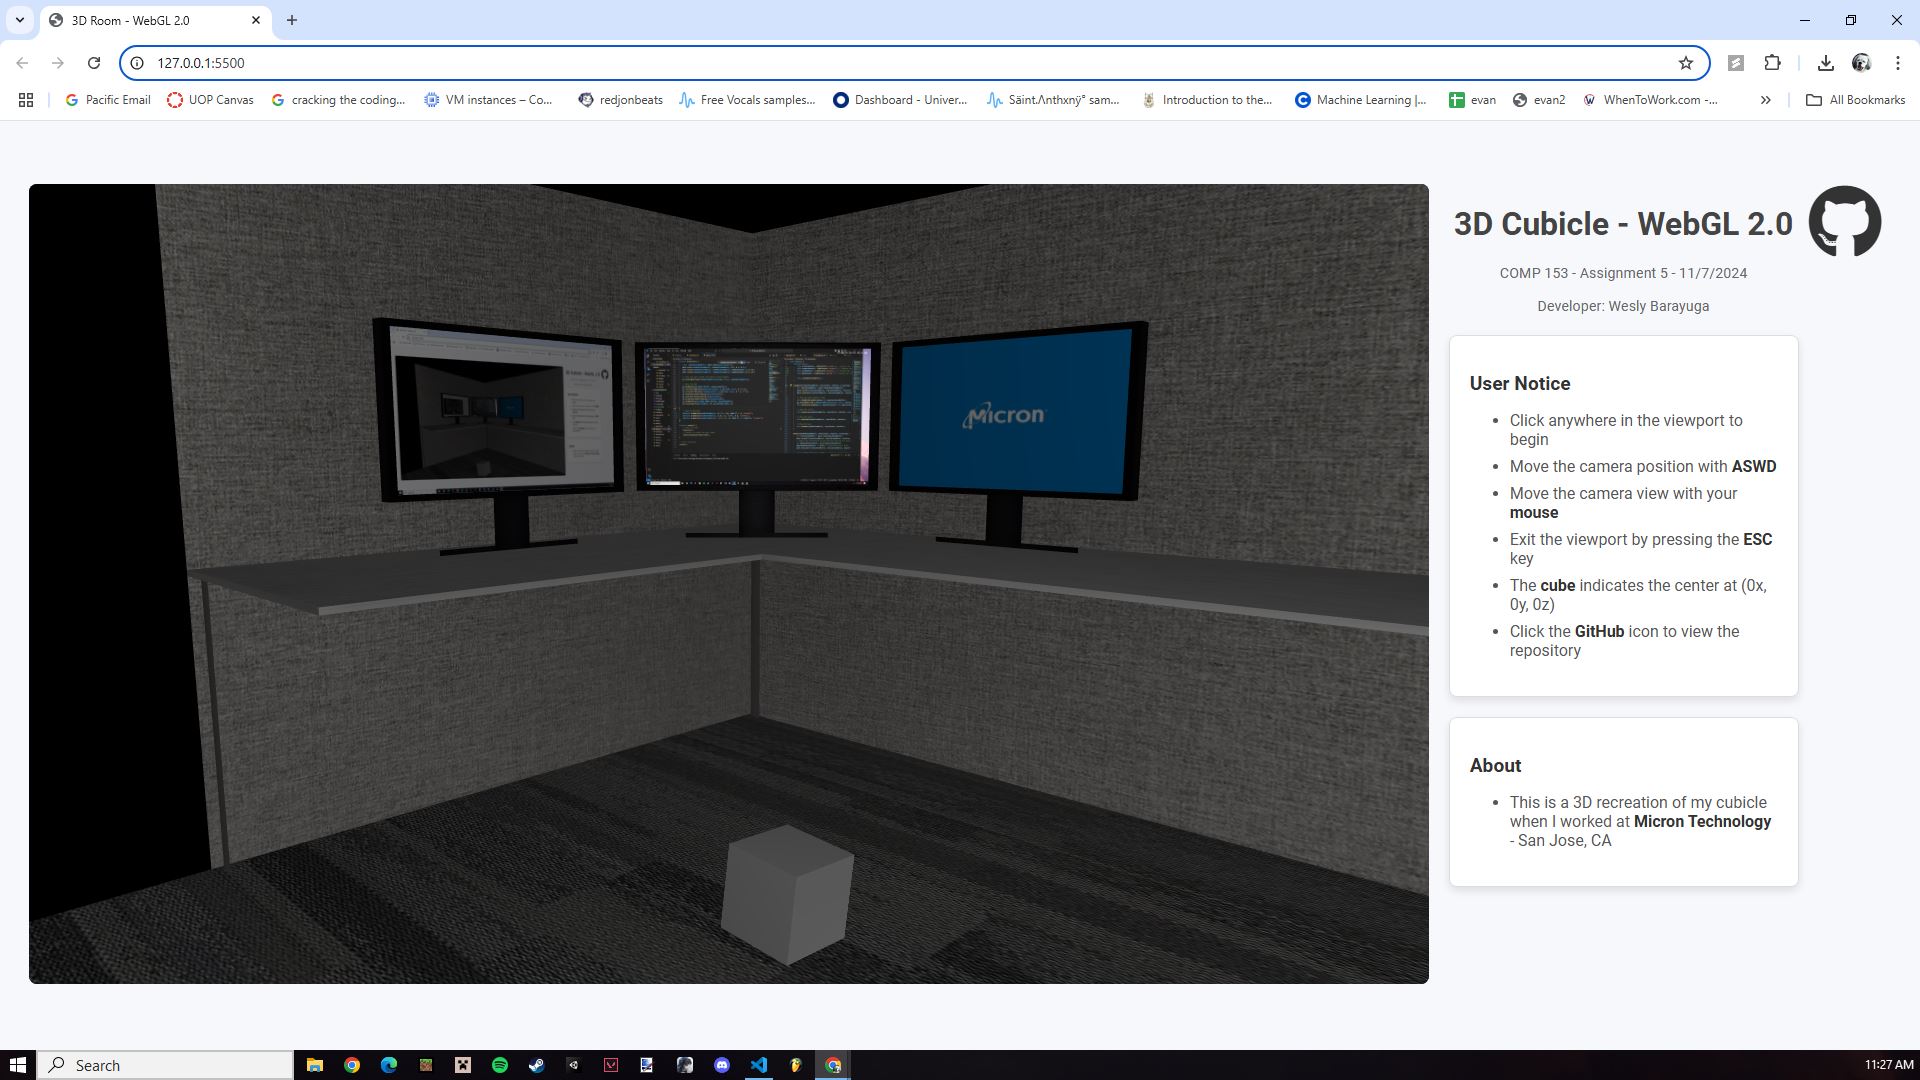 3D Room - WebGL 2.0
127.0.0.1:5500
Pacific Email
UOP Canvas
cracking the coding...
VM instances – Co...
redjonbeats
Free Vocals samples...
Dashboard - Univer...
Säint.Λnthxnÿ° sam...
Introduction to the...
Machine Learning |...
evan
evan2
WhenToWork.com -...
All Bookmarks
Micron
3D Cubicle - WebGL 2.0
COMP 153 - Assignment 5 - 11/7/2024
Developer: Wesly Barayuga
User Notice
Click anywhere in the viewport to
begin
Move the camera position with ASWD
Move the camera view with your
mouse
Exit the viewport by pressing the ESC
key
The cube indicates the center at (0x,
0y, 0z)
Click the GitHub icon to view the
repository
About
This is a 3D recreation of my cubicle
when I worked at Micron Technology
- San Jose, CA
Search
11:27 AM